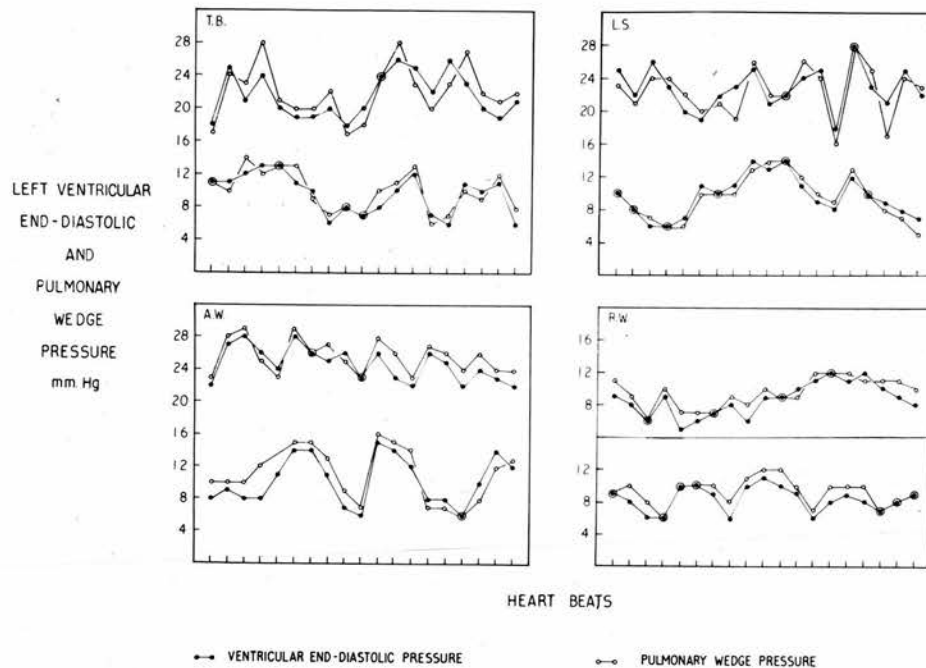 T.B.
28
24
20
16
12
8
4
L.S.
28
24
20
16
12
8
4
LEFT VENTRICULAR
END-DIASTOLIC
AND
PULMONARY
WEDGE
PRESSURE
mm. Hg
A.W.
28
24
20
16
12
8
4
R.W.
16
12
8
12
8
4
HEART BEATS
VENTRICULAR END-DIASTOLIC PRESSURE
PULMONARY WEDGE PRESSURE